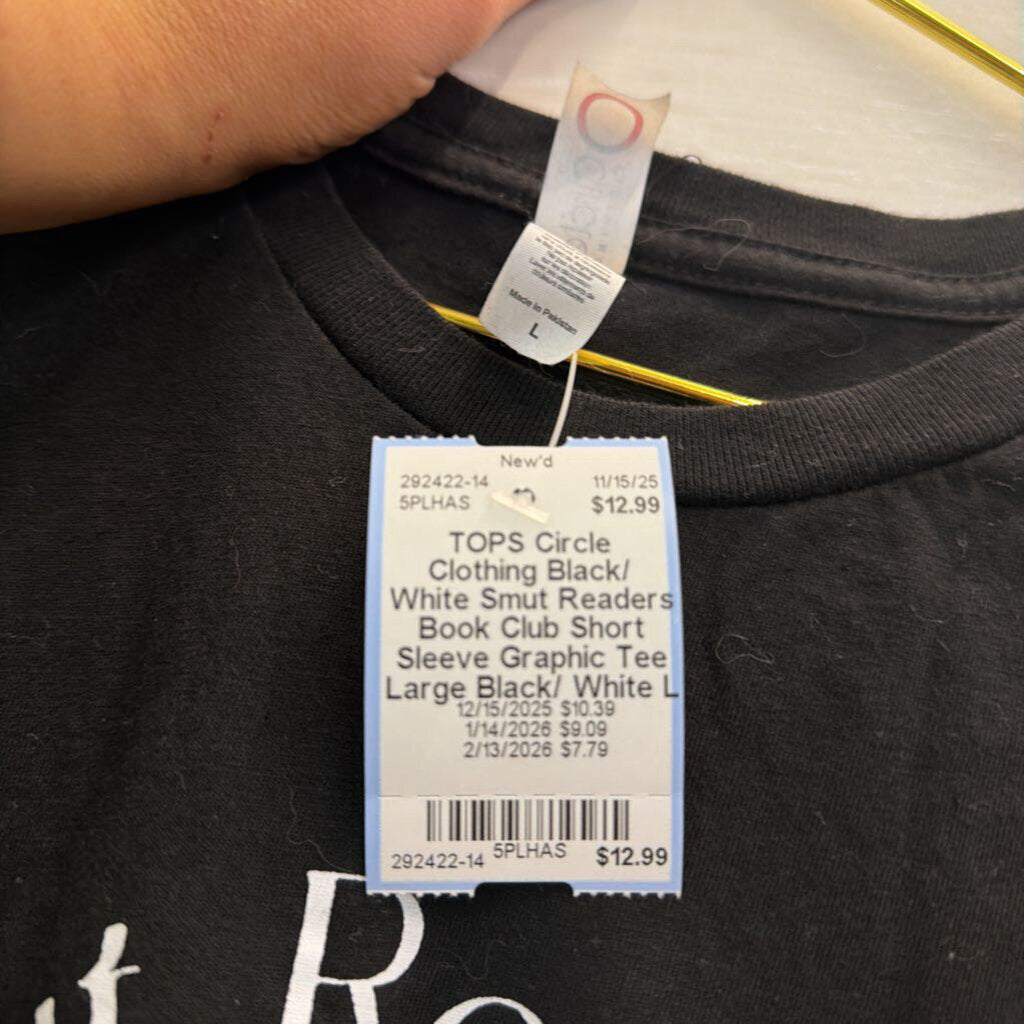 Made in Pakistan
L
New'd
292422-14 11/15/25
5PLHAS $12.99
TOPS Circle
Clothing Black/
White Smut Readers
Book Club Short
Sleeve Graphic Tee
Large Black/ White L
12/15/2025 $10.39
1/14/2026 $9.09
2/13/2026 $7.79
292422-14 5PLHAS $12.99